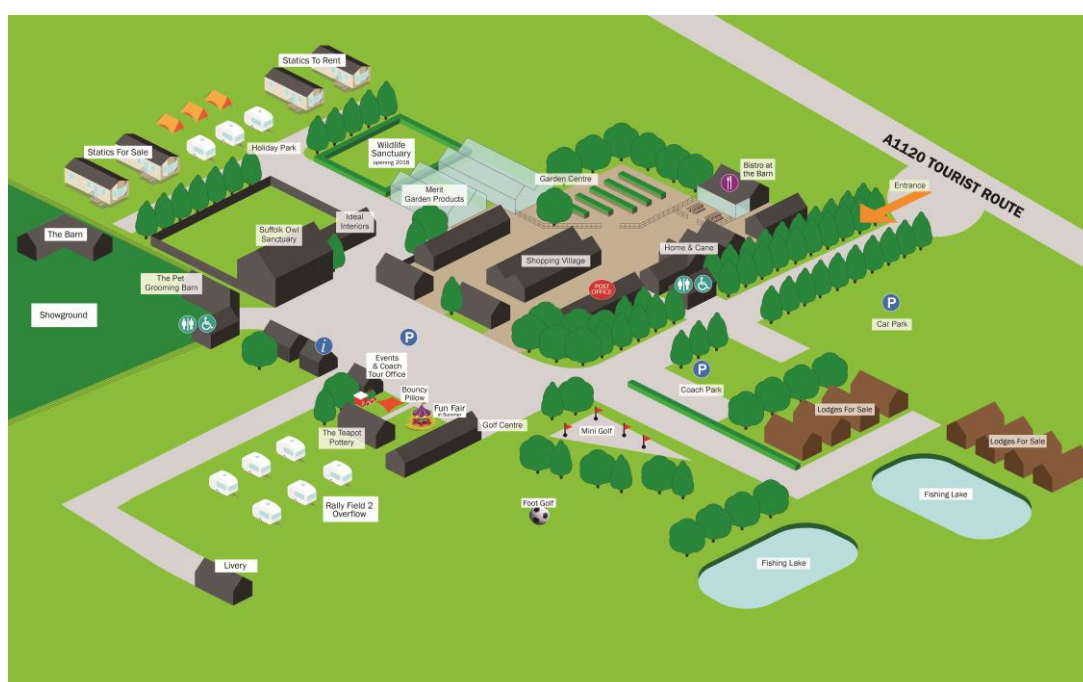 Statics To Rent
A1120 TOURIST ROUTE
Statics For Sale
Holiday Park
Wildlife
Sanctuary
opening 2018
Garden Centre
Bistro at
the Barn
Entrance
Merit
Garden Products
Ideal
Interiors
Suffolk Owl
Sanctuary
The Barn
Home & Cane
Shopping Village
The Pet
Grooming Barn
POST
OFFICE
Showground
P
Car Park
i
P
Events
& Coach
Tour Office
P
Coach Park
Bouncy
Pillow
Fun Fair
in Summer
Lodges For Sale
Golf Centre
Mini Golf
The Teapot
Pottery
Lodges For Sale
Rally Field 2
Overflow
Foot Golf
Fishing Lake
Livery
Fishing Lake